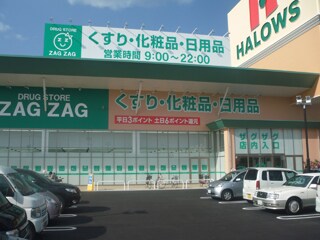 DRUG STORE
ZAG ZAG
くすり・化粧品・日用品
営業時間 9:00～22:00
HALOWS
DRUG STORE
ZAG ZAG
くすり・化粧品・日用品
平日3ポイント 土日6ポイント還元
ザグザグ
店内入口